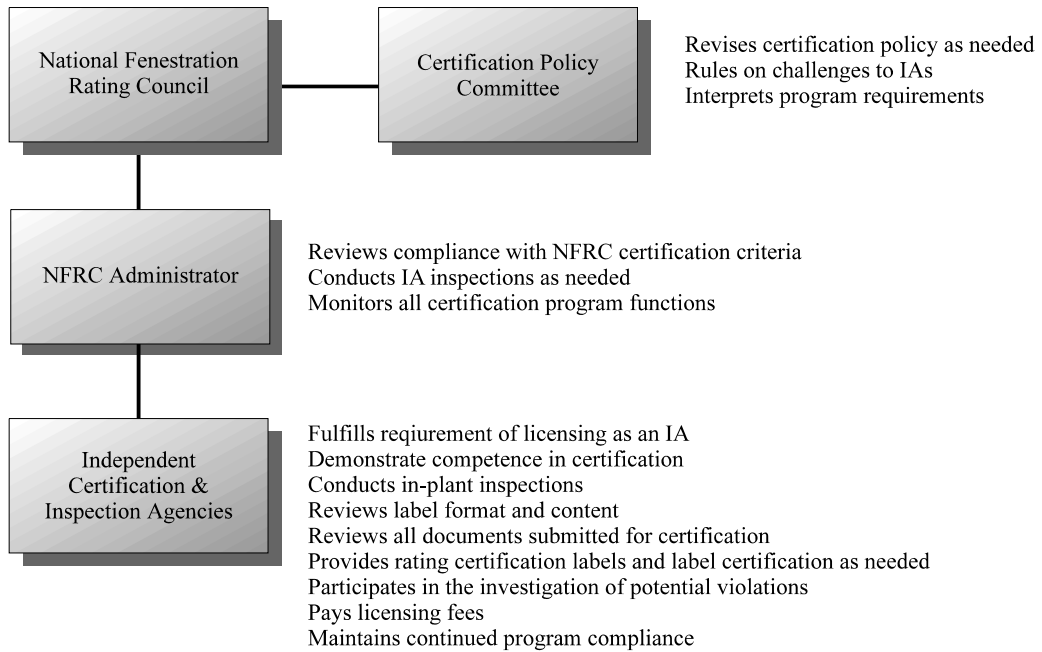 National Fenestration
Rating Council
Certification Policy
Committee
Revises certification policy as needed
Rules on challenges to IAs
Interprets program requirements
NFRC Administrator
Reviews compliance with NFRC certification criteria
Conducts IA inspections as needed
Monitors all certification program functions
Independent
Certification &
Inspection Agencies
Fulfills reqiurement of licensing as an IA
Demonstrate competence in certification
Conducts in-plant inspections
Reviews label format and content
Reviews all documents submitted for certification
Provides rating certification labels and label certification as needed
Participates in the investigation of potential violations
Pays licensing fees
Maintains continued program compliance